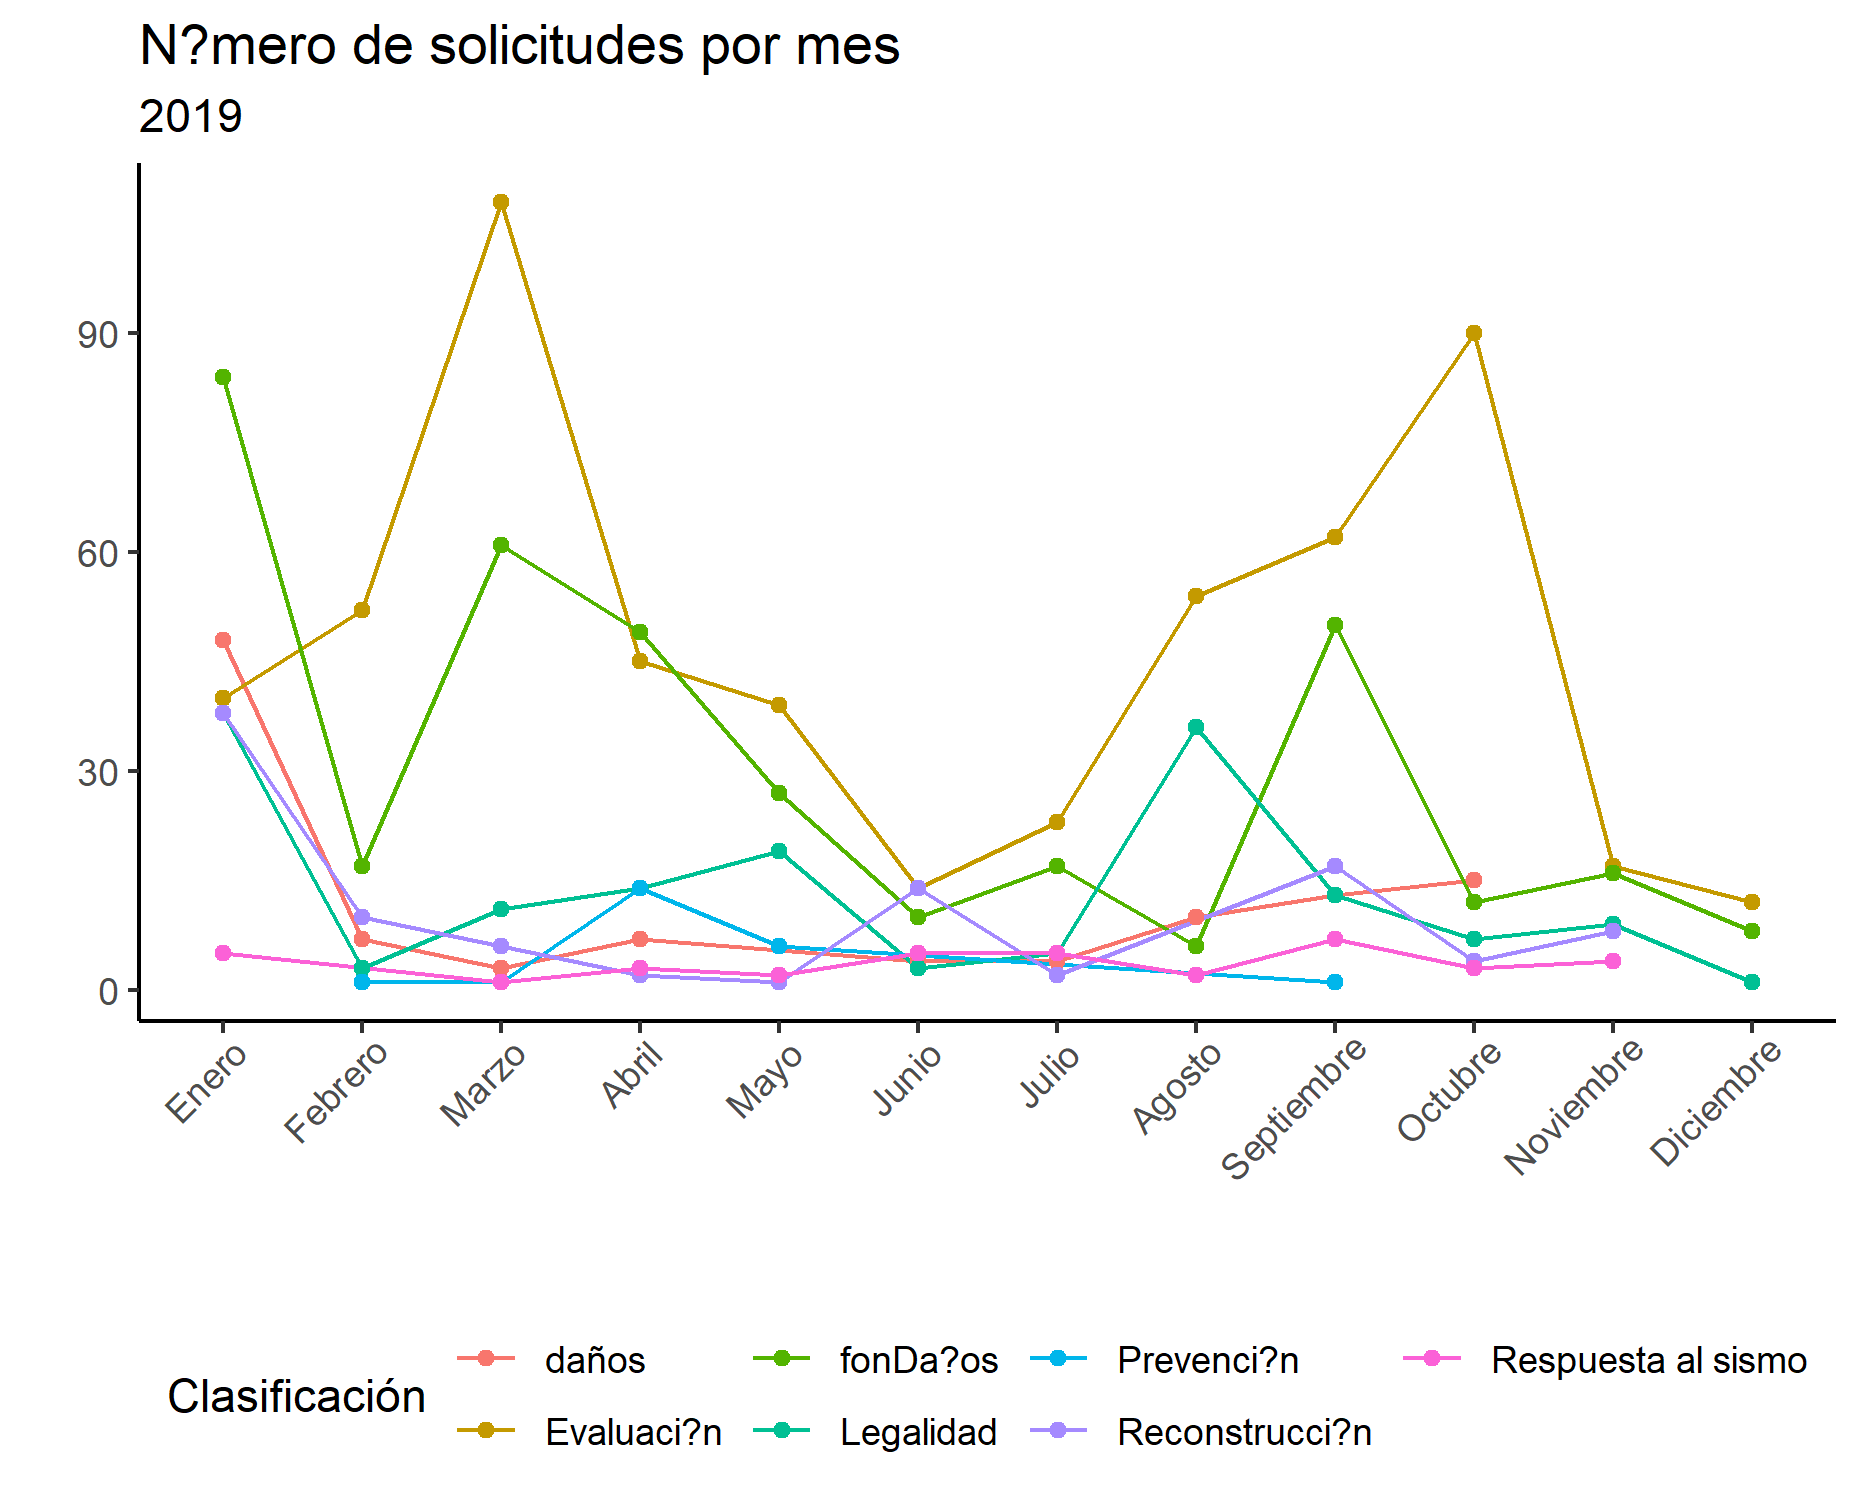 N?mero de solicitudes por mes
2019
90
60
30
0
Enero
Febrero
Marzo
Abril
Mayo
Junio
Julio
Agosto
Septiembre
Octubre
Noviembre
Diciembre
Clasificación
daños
fonDa?os
Prevenci?n
Respuesta al sismo
Evaluaci?n
Legalidad
Reconstrucci?n